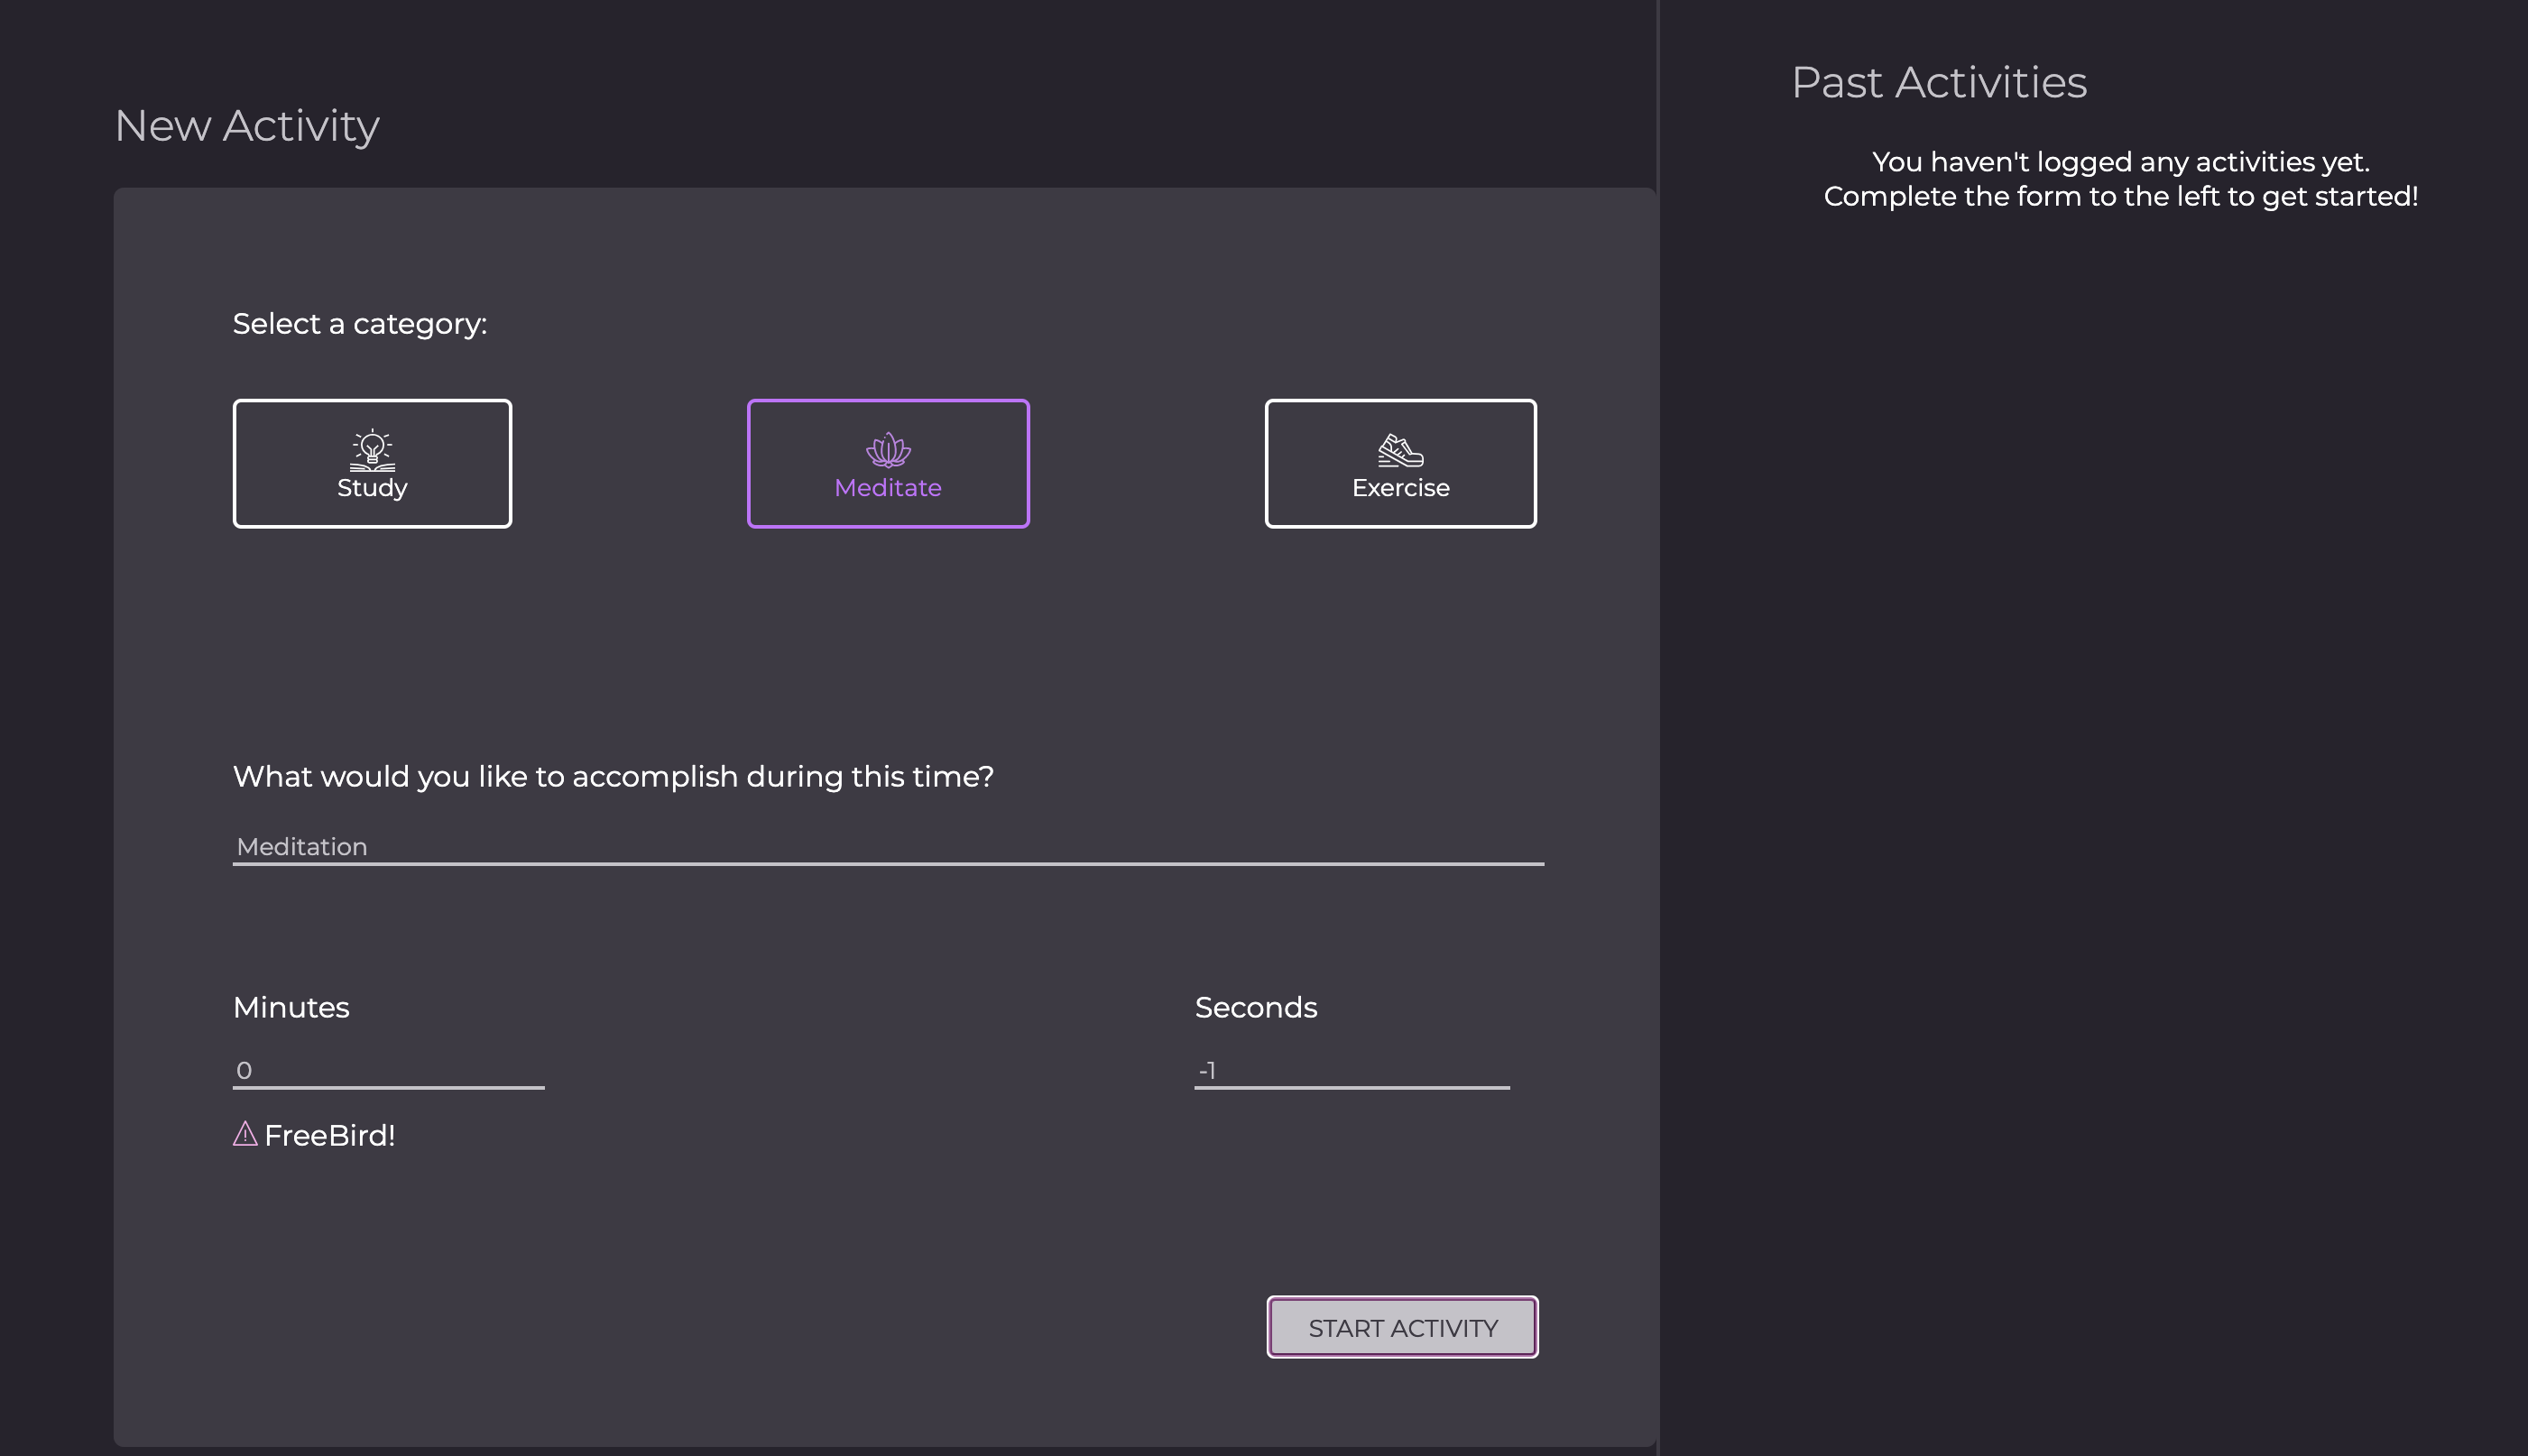 New Activity
Select a category:
Study
Meditate
Exercise
What would you like to accomplish during this time?
Meditation
Minutes
Seconds
0
-1
FreeBird!
START ACTIVITY
Past Activities
You haven't logged any activities yet.
Complete the form to the left to get started!